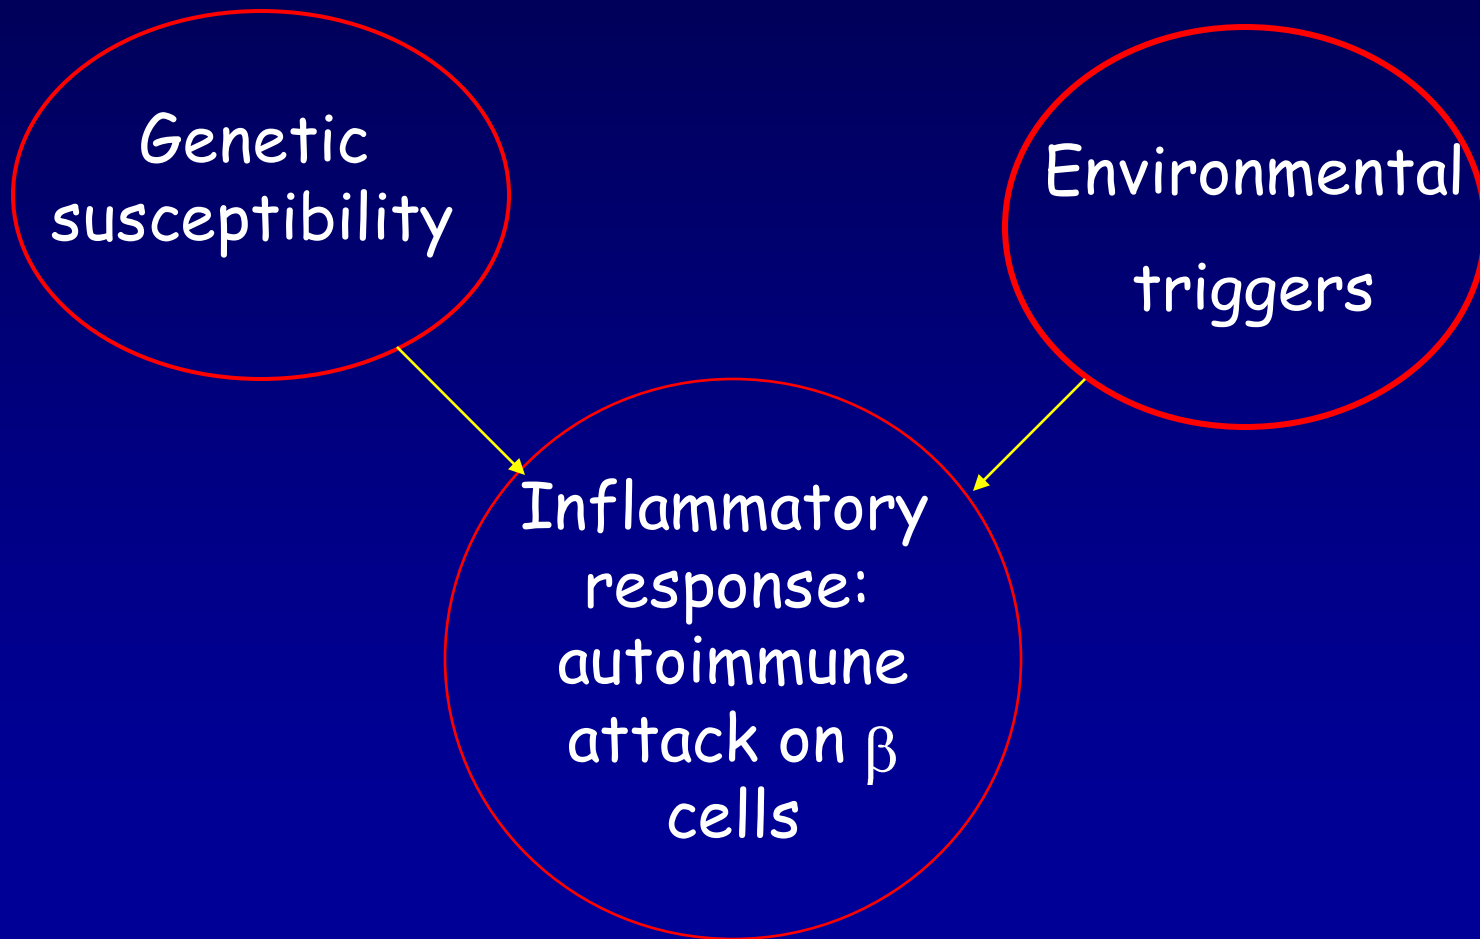 Genetic
susceptibility
Environmental
triggers
Inflammatory
response:
autoimmune
attack on β
cells